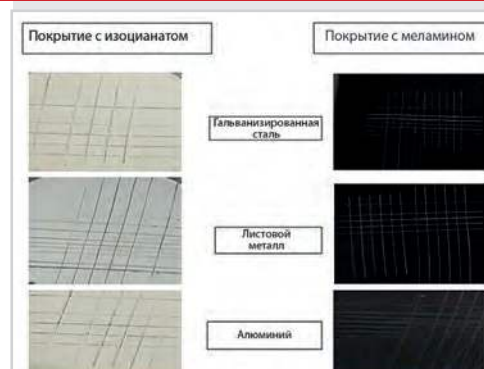 Покрытие с изоцианатом
Покрытие с меламином
Гальванизированная
сталь
Листовой
металл
Алюминий